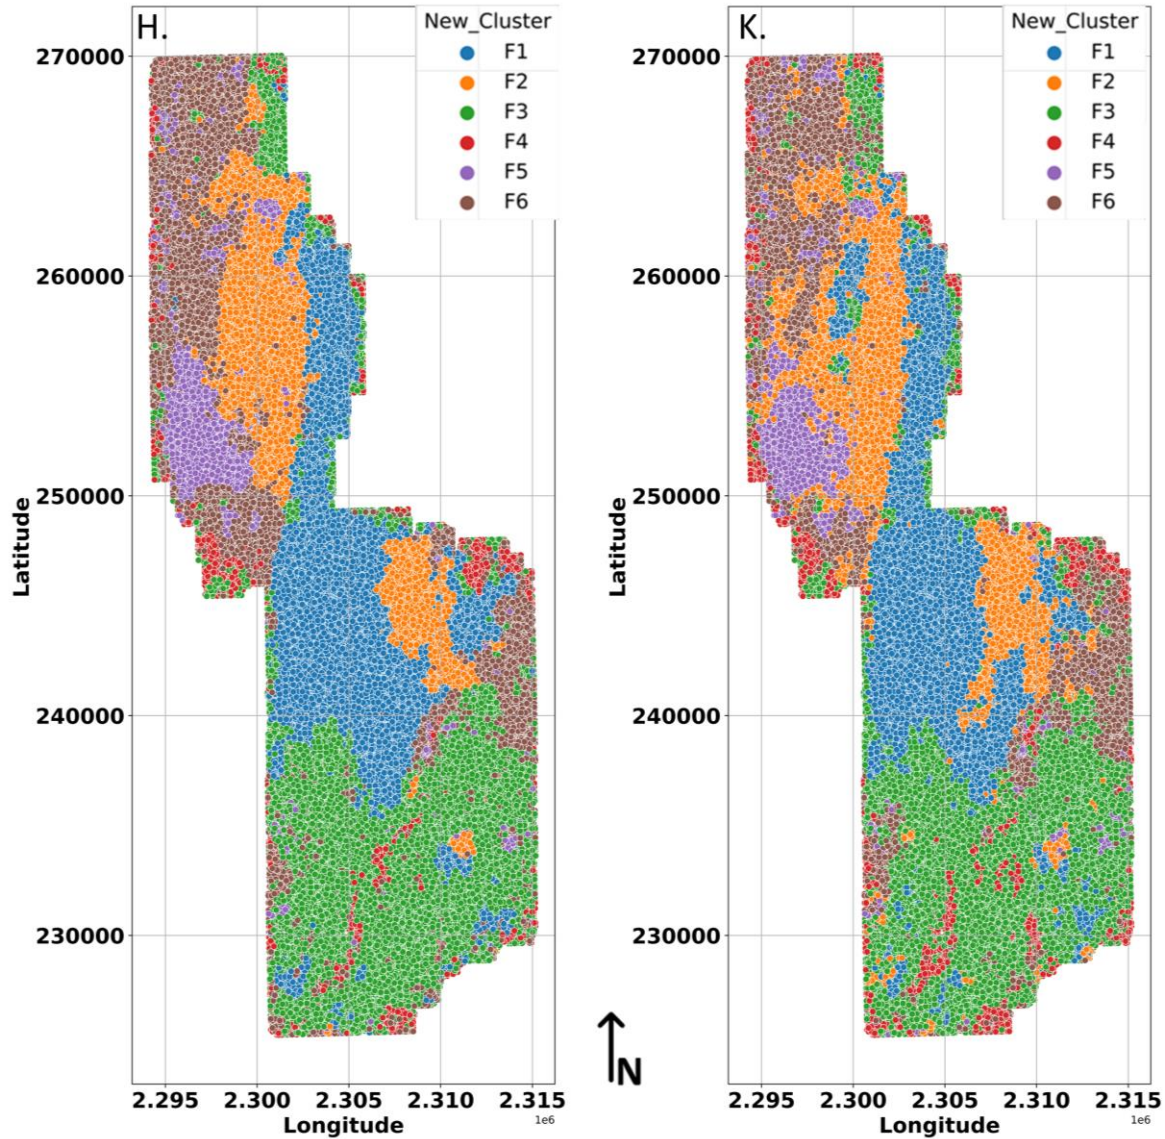 H.
New_Cluster
F1
F2
F3
F4
F5
F6
270000
260000
250000
240000
230000
Latitude
2.295 2.300 2.305 2.310 2.315
1e6
Longitude
K.
New_Cluster
F1
F2
F3
F4
F5
F6
270000
260000
250000
240000
230000
Latitude
2.295 2.300 2.305 2.310 2.315
1e6
Longitude
N